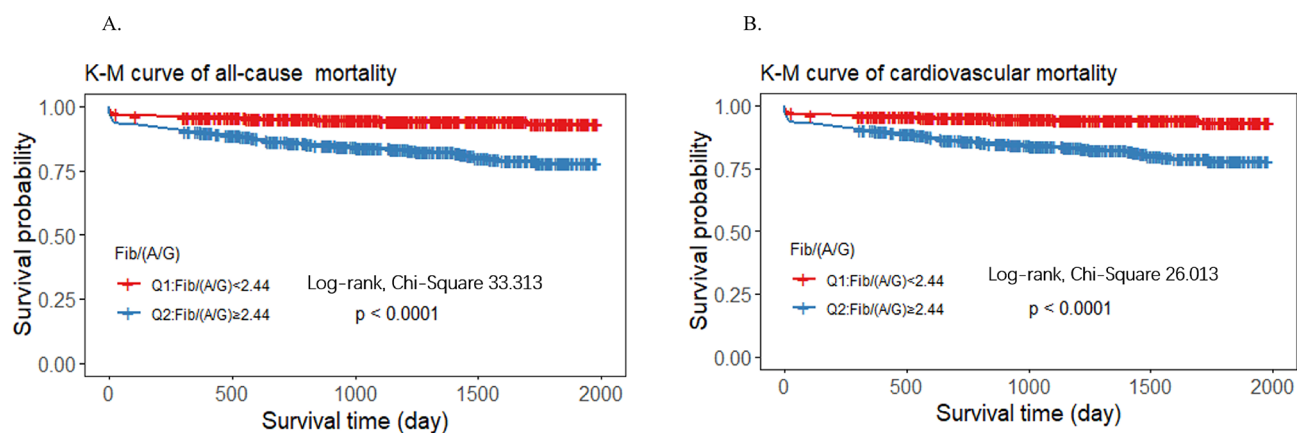 A.
K-M curve of all-cause mortality
Survival probability
1.00
0.75
0.50
0.25
0.00
Fib/(A/G)
Q1:Fib/(A/G)<2.44
Q2:Fib/(A/G)≥2.44
Log-rank, Chi-Square 33.313
p < 0.0001
0 500 1000 1500 2000
Survival time (day)
B.
K-M curve of cardiovascular mortality
Survival probability
1.00
0.75
0.50
0.25
0.00
Fib/(A/G)
Q1:Fib/(A/G)<2.44
Q2:Fib/(A/G)≥2.44
Log-rank, Chi-Square 26.013
p < 0.0001
0 500 1000 1500 2000
Survival time (day)